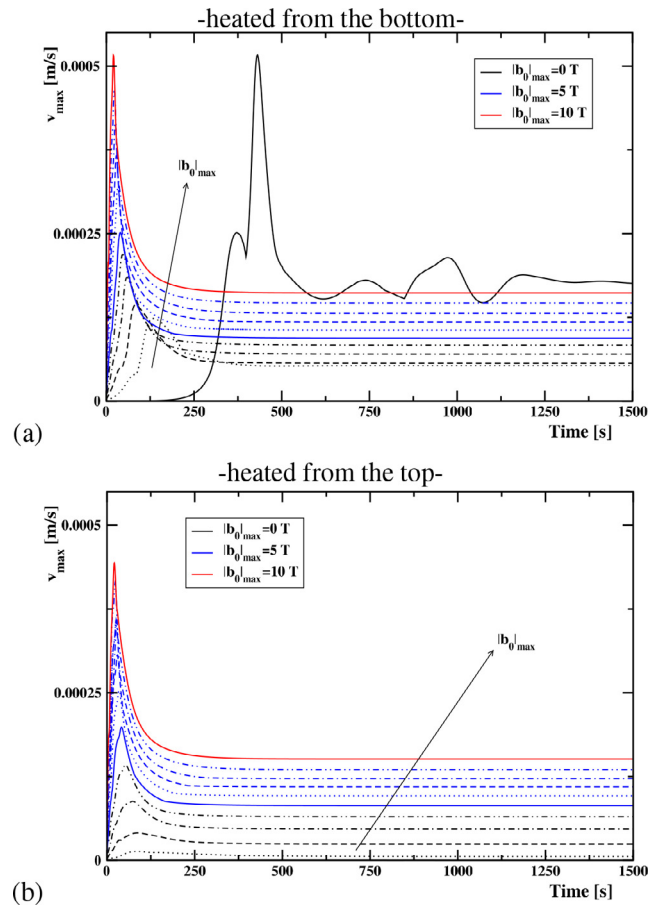 -heated from the bottom-
v_max [m/s]
0.0005
0.00025
0
|b_0|_max=0 T
|b_0|_max=5 T
|b_0|_max=10 T
|b_0|_max
0 250 500 750 1000 1250 1500
Time [s]
(a)
-heated from the top-
v_max [m/s]
0.0005
0.00025
0
|b_0|_max=0 T
|b_0|_max=5 T
|b_0|_max=10 T
|b_0|_max
0 250 500 750 1000 1250 1500
Time [s]
(b)